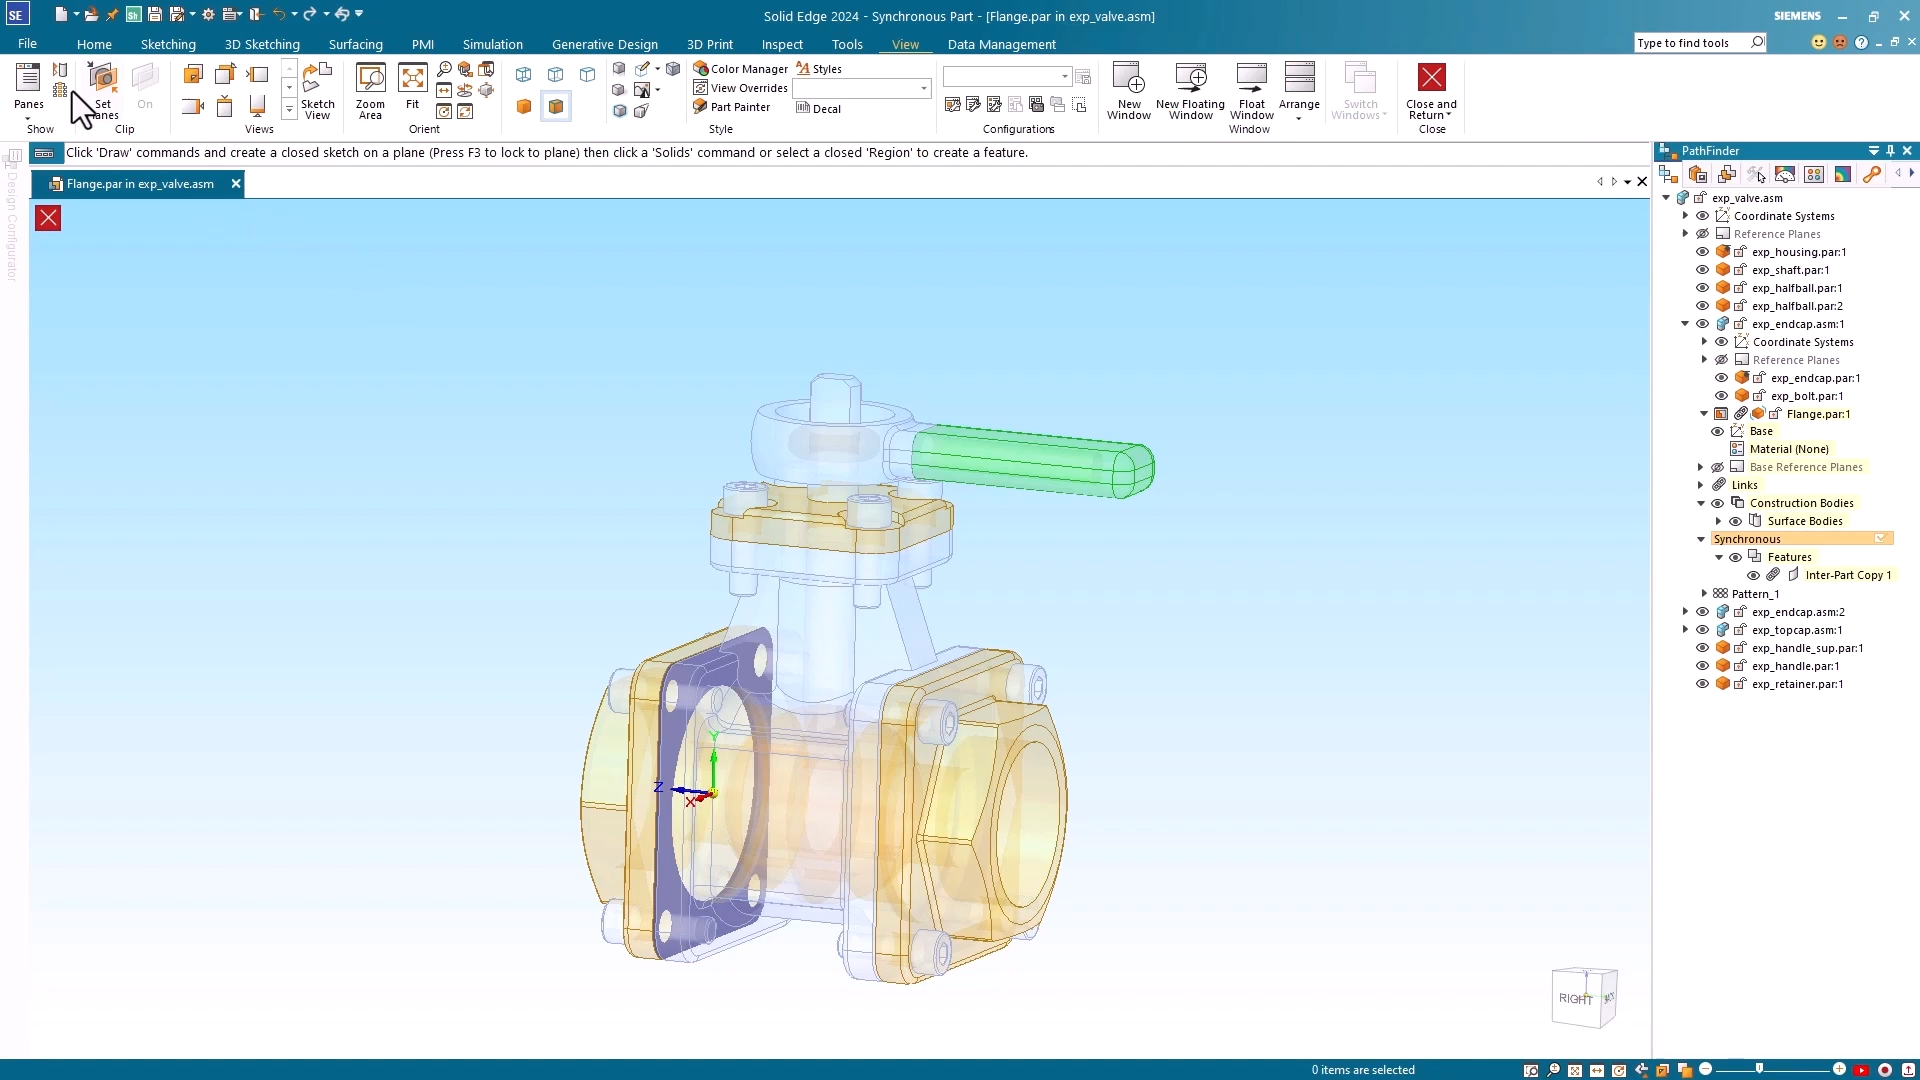 SE
Sh
Solid Edge 2024 - Synchronous Part - [Flange.par in exp_valve.asm]
SIEMENS
File
Home
Sketching
3D Sketching
Surfacing
PMI
Simulation
Generative Design
3D Print
Inspect
Tools
View
Data Management
Type to find tools
Panes
Show
Set
Planes
On
Clip
Views
Sketch
View
Zoom
Area
Fit
Orient
Color Manager
Styles
View Overrides
Part Painter
Decal
Style
Configurations
New
Window
New Floating
Window
Float
Window
Arrange
Switch
Windows
Window
Close and
Return
Close
Click 'Draw' commands and create a closed sketch on a plane (Press F3 to lock to plane) then click a 'Solids' command or select a closed 'Region' to create a feature.
Flange.par in exp_valve.asm
Design Configurator
PathFinder
exp_valve.asm
Coordinate Systems
Reference Planes
exp_housing.par:1
exp_shaft.par:1
exp_halfball.par:1
exp_halfball.par:2
exp_endcap.asm:1
Coordinate Systems
Reference Planes
exp_endcap.par:1
exp_bolt.par:1
Flange.par:1
Base
Material (None)
Base Reference Planes
Links
Construction Bodies
Surface Bodies
Synchronous
Features
Inter-Part Copy 1
Pattern_1
exp_endcap.asm:2
exp_topcap.asm:1
exp_handle_sup.par:1
exp_handle.par:1
exp_retainer.par:1
Y
Z
X
RIGHT
0 items are selected